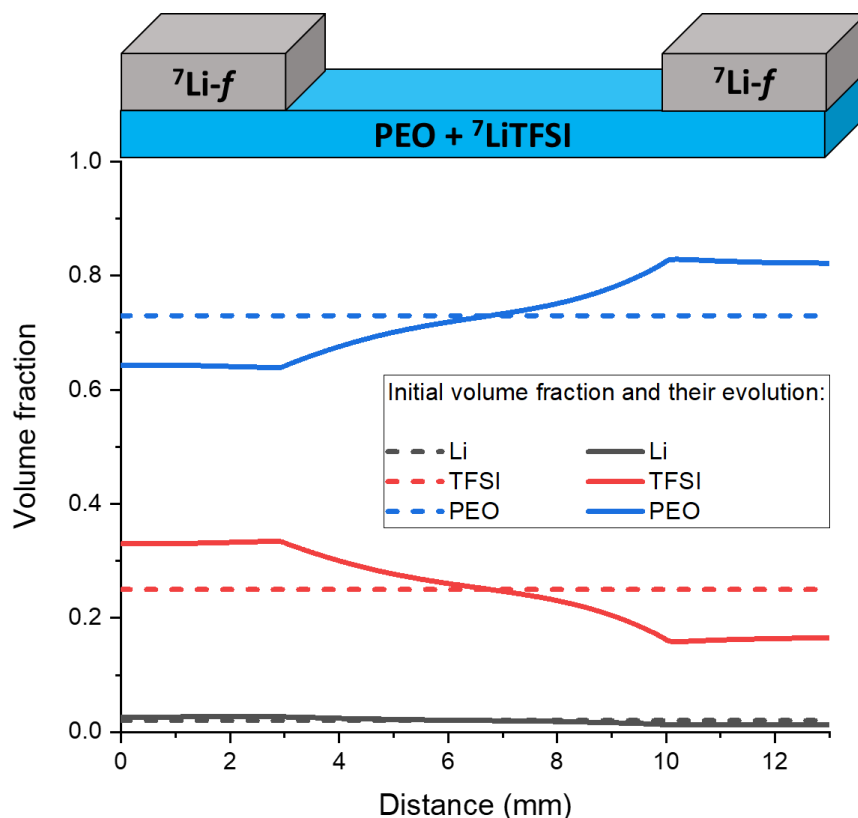 ⁷Li-f ⁷Li-f
PEO + ⁷LiTFSI
1.0
0.8
0.6
0.4
0.2
0.0
Volume fraction
Initial volume fraction and their evolution:
Li Li
TFSI TFSI
PEO PEO
0 2 4 6 8 10 12
Distance (mm)